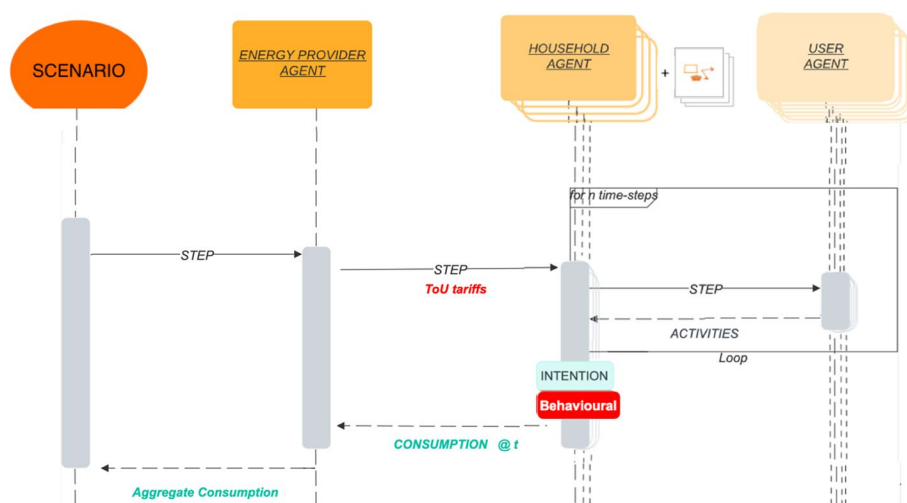 SCENARIO
ENERGY PROVIDER
AGENT
HOUSEHOLD
AGENT
+
USER
AGENT
for n time-steps
STEP
STEP
ToU tariffs
STEP
ACTIVITIES
Loop
INTENTION
Behavioural
CONSUMPTION @ t
Aggregate Consumption